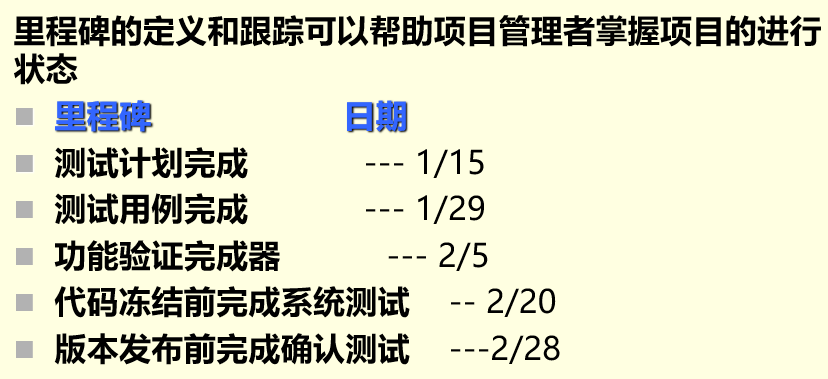 里程碑的定义和跟踪可以帮助项目管理者掌握项目的进行
状态
里程碑 日期
测试计划完成 --- 1/15
测试用例完成 --- 1/29
功能验证完成器 --- 2/5
代码冻结前完成系统测试 -- 2/20
版本发布前完成确认测试 ---2/28